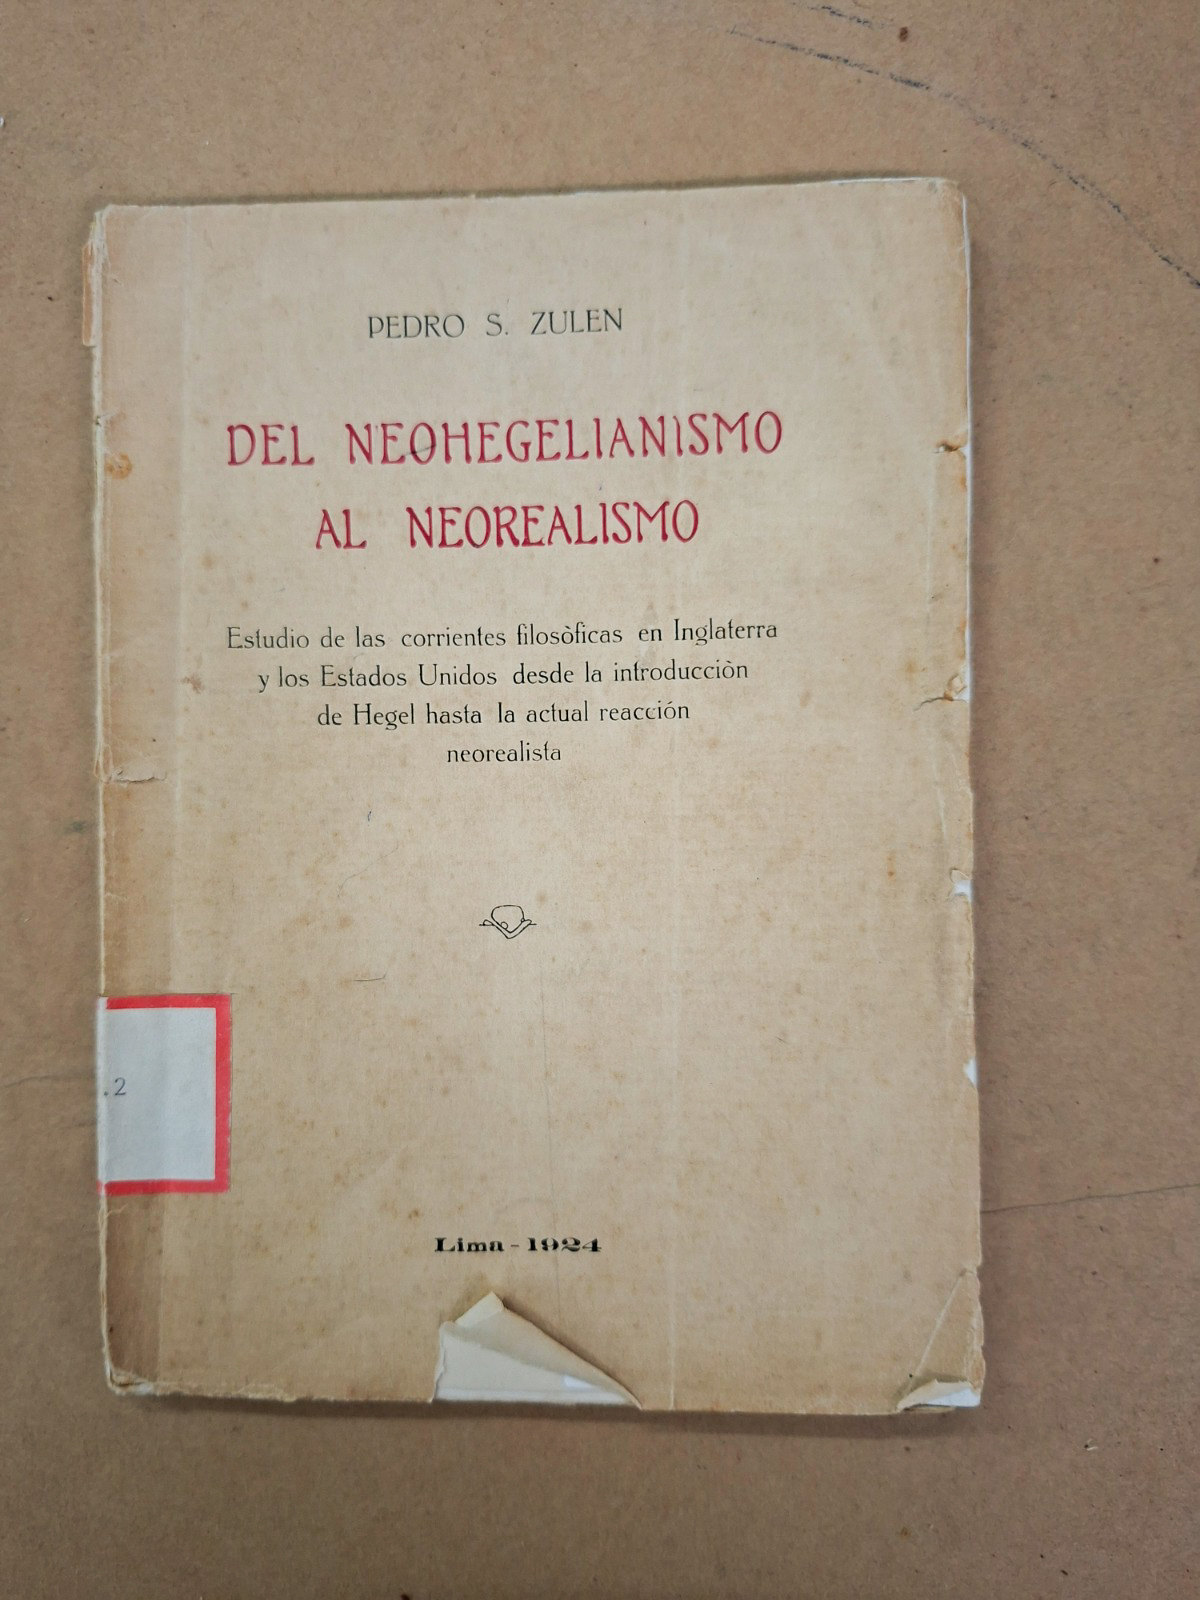 PEDRO S. ZULEN
DEL NEOHEGELIANISMO
AL NEOREALISMO
Estudio de las corrientes filosòficas en Inglaterra
y los Estados Unidos desde la introducciòn
de Hegel hasta la actual reacción
neorealista
.2
Lima - 1924